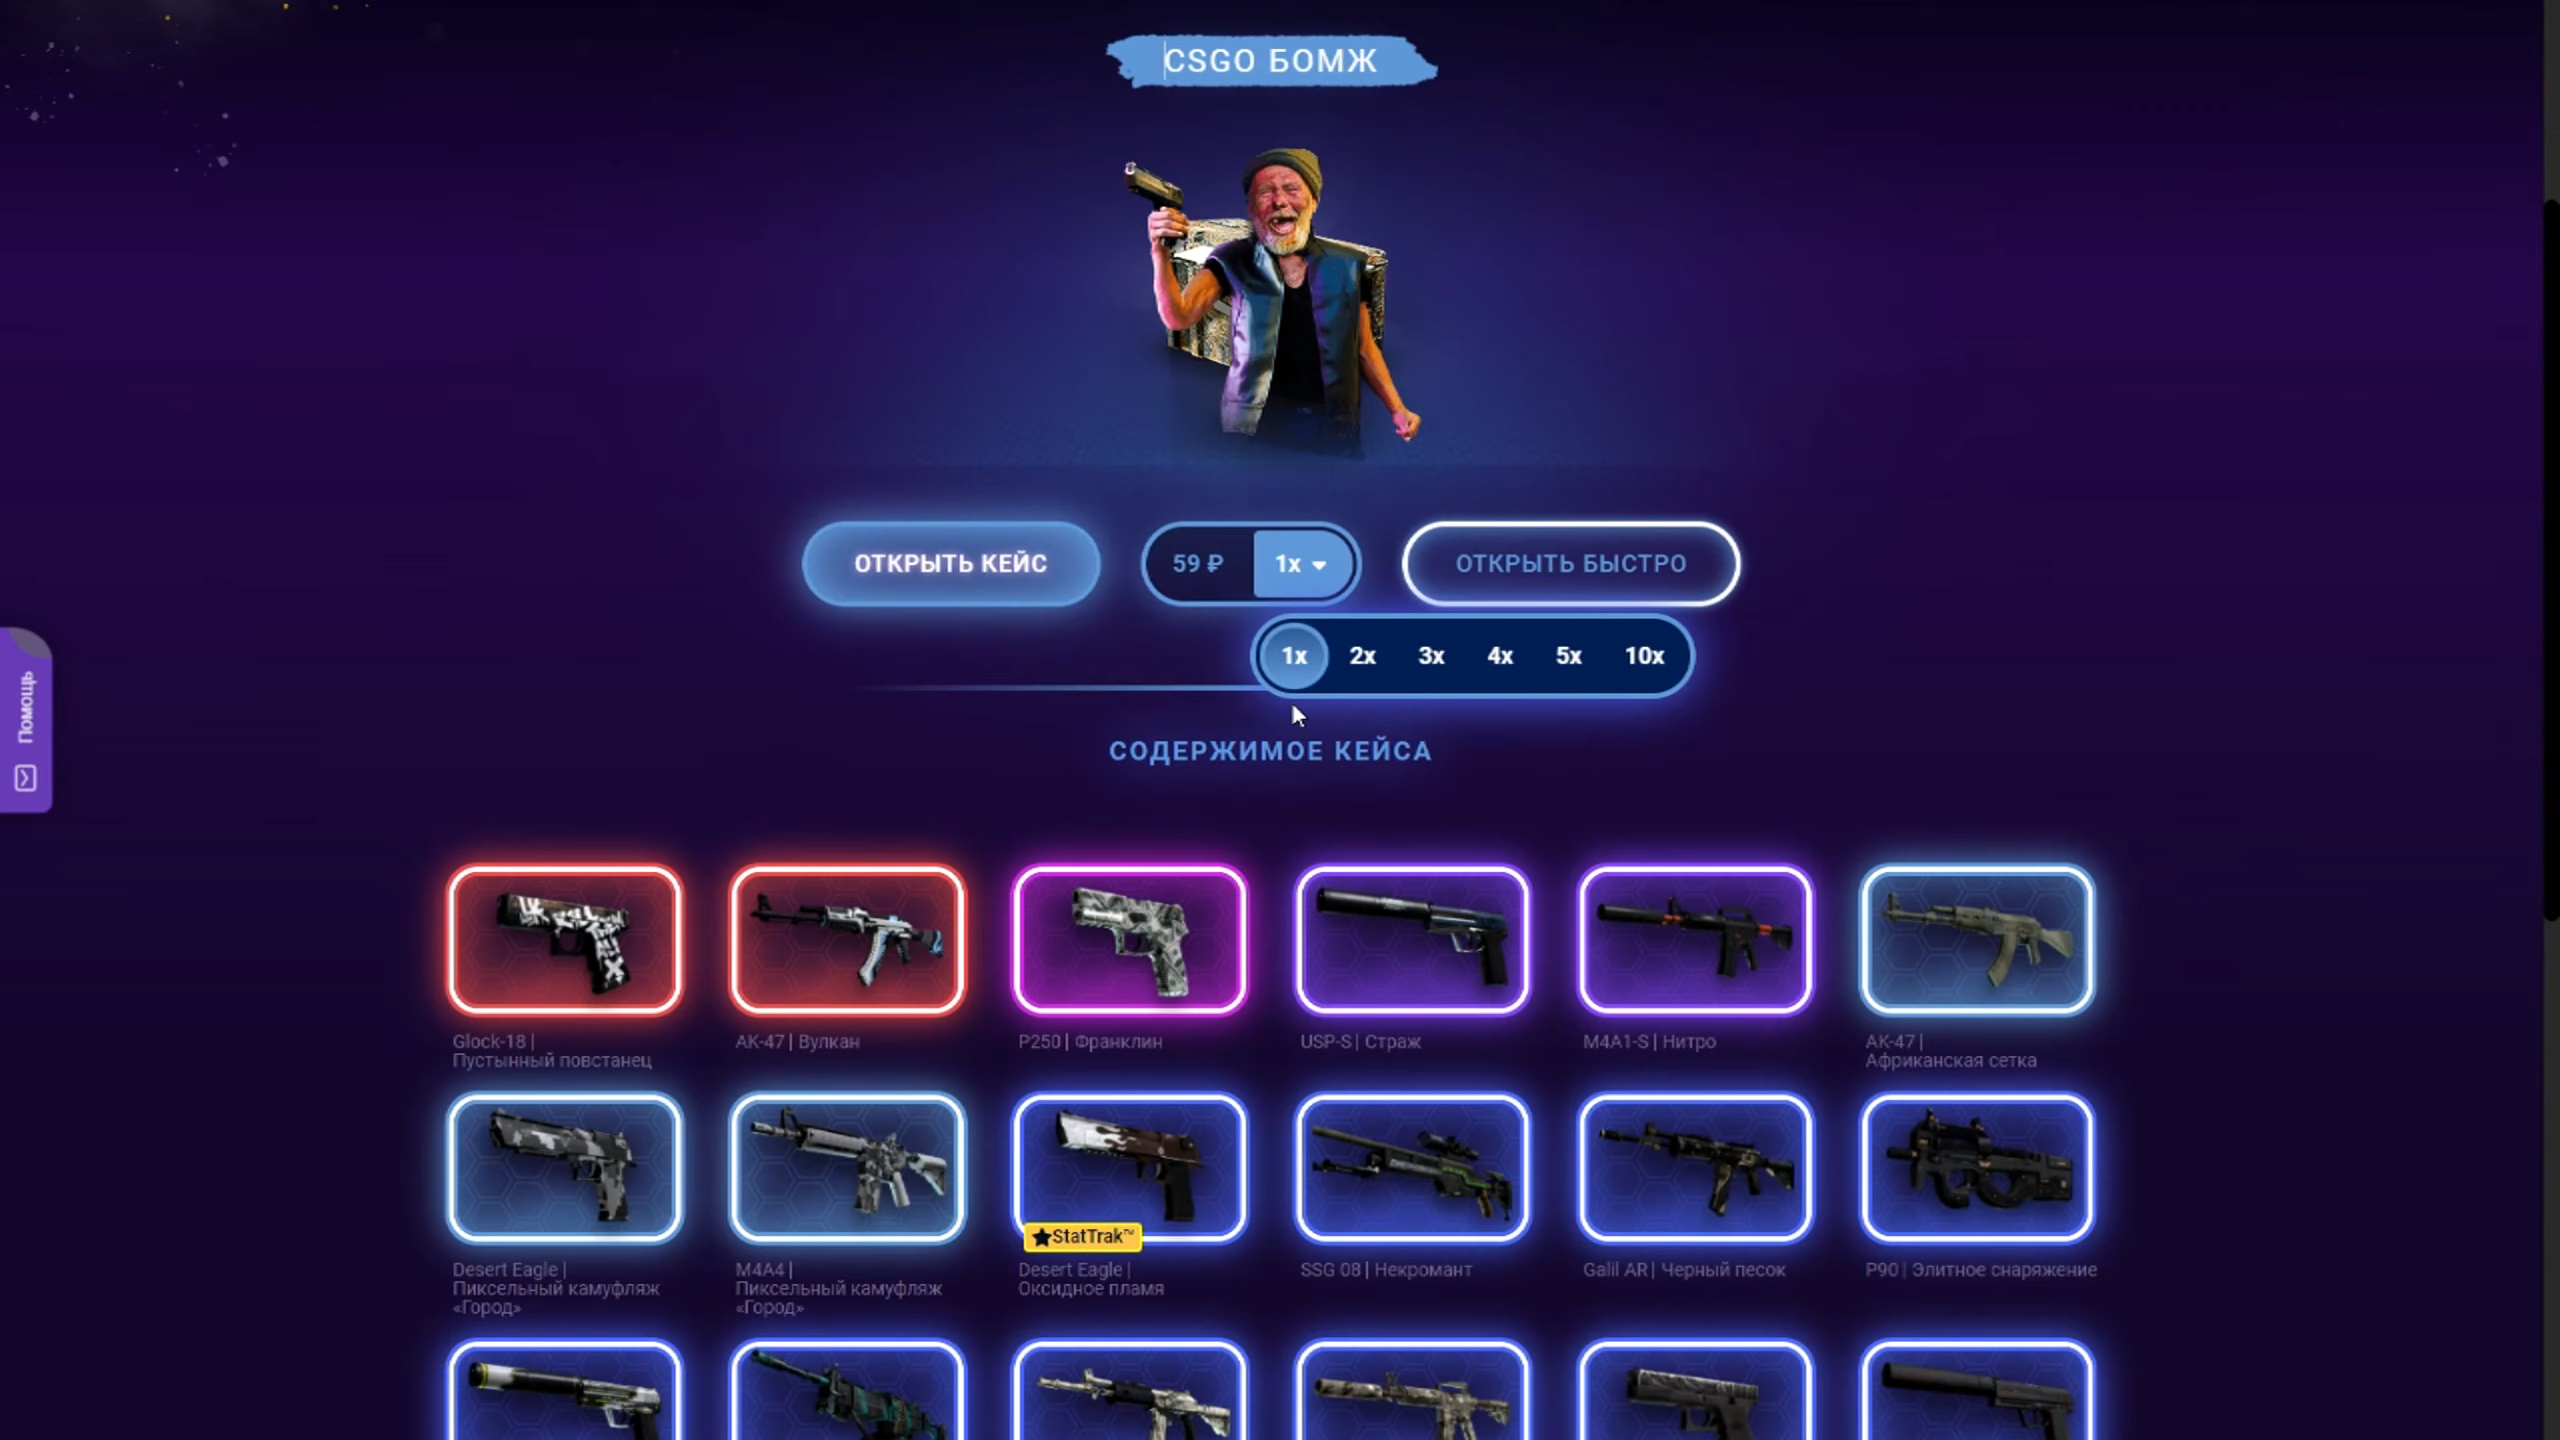 CSGO БОМЖ
ОТКРЫТЬ КЕЙС
59 ₽
1x
ОТКРЫТЬ БЫСТРО
1x 2x 3x 4x 5x 10x
Помощь
СОДЕРЖИМОЕ КЕЙСА
Glock-18 |
Пустынный повстанец
AK-47 | Вулкан
P250 | Франклин
USP-S | Страж
M4A1-S | Нитро
AK-47 |
Африканская сетка
Desert Eagle |
Пиксельный камуфляж
«Город»
M4A4 |
Пиксельный камуфляж
«Город»
★StatTrak™
Desert Eagle |
Оксидное пламя
SSG 08 | Некромант
Galil AR | Черный песок
P90 | Элитное снаряжение